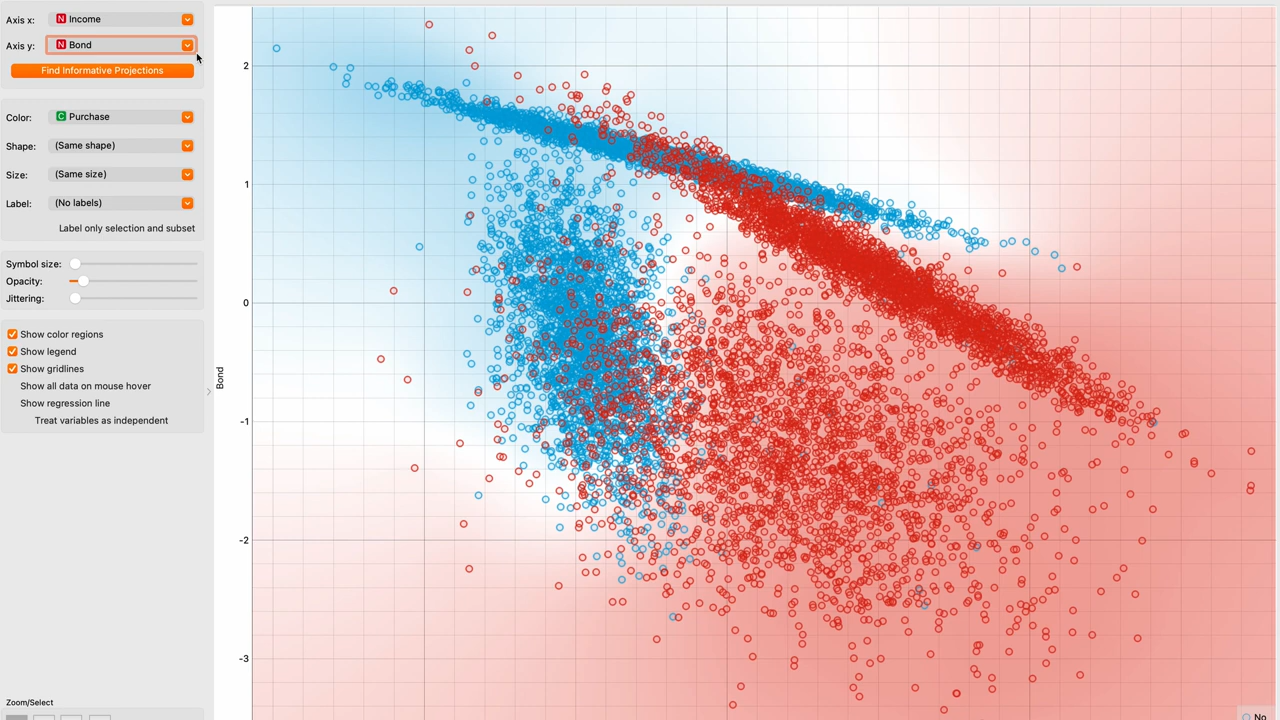 Axis x: N Income
Axis y: N Bond
Find Informative Projections
Color: C Purchase
Shape: (Same shape)
Size: (Same size)
Label: (No labels)
Label only selection and subset
Symbol size:
Opacity:
Jittering:
Show color regions
Show legend
Show gridlines
Show all data on mouse hover
Show regression line
Treat variables as independent
Zoom/Select
Bond
2
1
0
-1
-2
-3
No